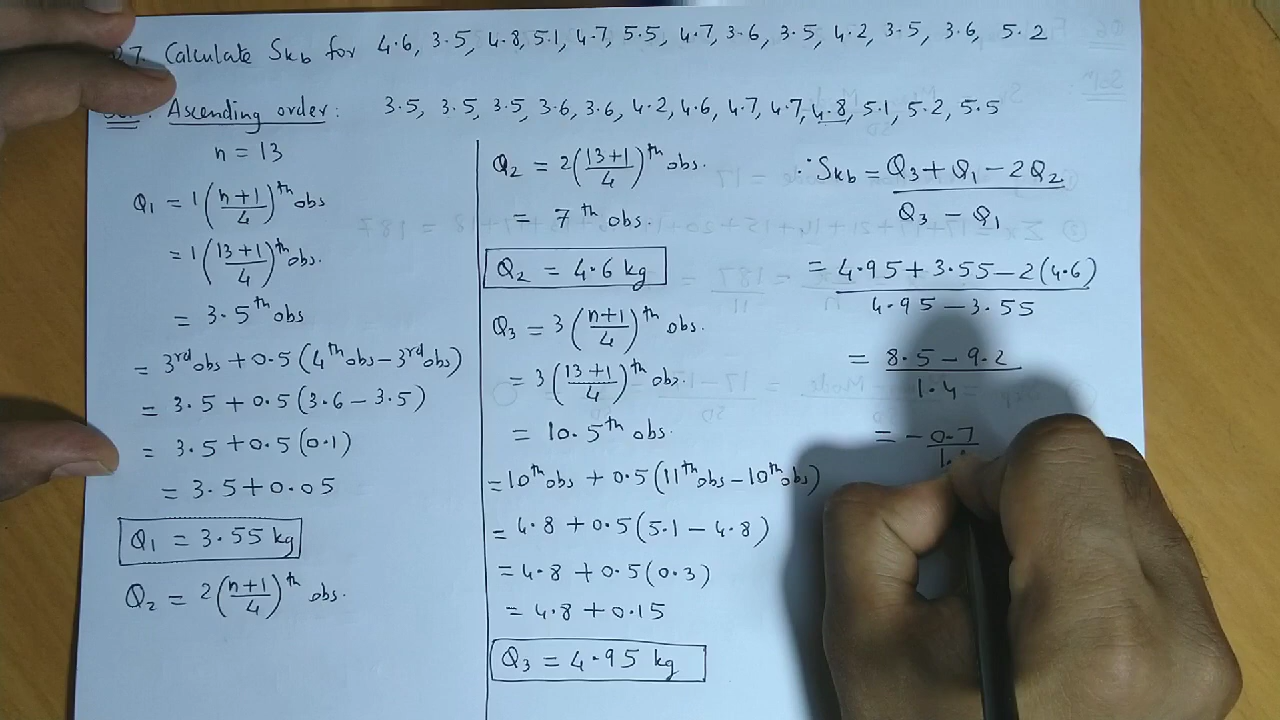 27. Calculate Skb for 4.6, 3.5, 4.8, 5.1, 4.7, 5.5, 4.7, 3.6, 3.5, 4.2, 3.5, 3.6, 5.2
Ascending order: 3.5, 3.5, 3.5, 3.6, 3.6, 4.2, 4.6, 4.7, 4.7, 4.8, 5.1, 5.2, 5.5
n = 13
Q1 = 1(n+1/4)th obs
= 1(13+1/4)th obs.
= 3.5th obs
= 3rd obs + 0.5(4th obs - 3rd obs)
= 3.5 + 0.5(3.6 - 3.5)
= 3.5 + 0.5(0.1)
= 3.5 + 0.05
Q1 = 3.55 kg
Q2 = 2(n+1/4)th obs.
Q2 = 2(13+1/4)th obs.
= 7th obs.
Q2 = 4.6 kg
Q3 = 3(n+1/4)th obs.
= 3(13+1/4)th obs.
= 10.5th obs.
= 10th obs + 0.5(11th obs - 10th obs)
= 4.8 + 0.5(5.1 - 4.8)
= 4.8 + 0.5(0.3)
= 4.8 + 0.15
Q3 = 4.95 kg
∴ Skb = Q3 + Q1 - 2Q2
Q3 - Q1
= 4.95 + 3.55 - 2(4.6)
4.95 - 3.55
= 8.5 - 9.2
1.4
= - 0.7